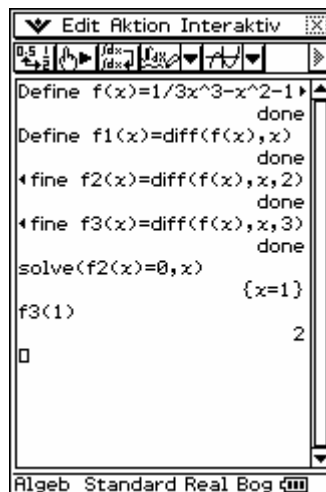 Edit Aktion Interaktiv
Define f(x)=1/3x^3-x^2-1
done
Define f1(x)=diff(f(x),x)
done
fine f2(x)=diff(f(x),x,2)
done
fine f3(x)=diff(f(x),x,3)
done
solve(f2(x)=0,x)
{x=1}
f3(1)
2
Algeb Standard Real Bog